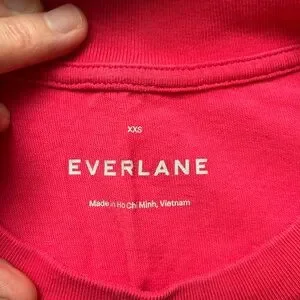 XXS
EVERLANE
Made in Ho Chi Minh, Vietnam